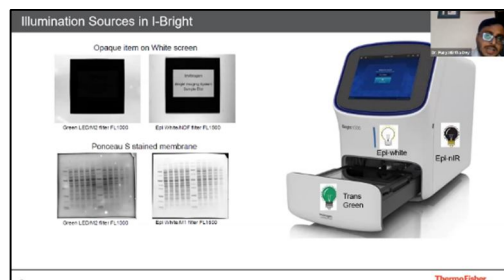 Illumination Sources in I-Bright
Opaque item on White screen
Green LED/M2 filter FL1000
Epi White/NOF filter FL1000
Ponceau S stained membrane
Green LED/M2 filter FL1000
Epi White/M1 filter FL1000
Epi-white
Epi-nIR
Trans
Green
ThermoFisher